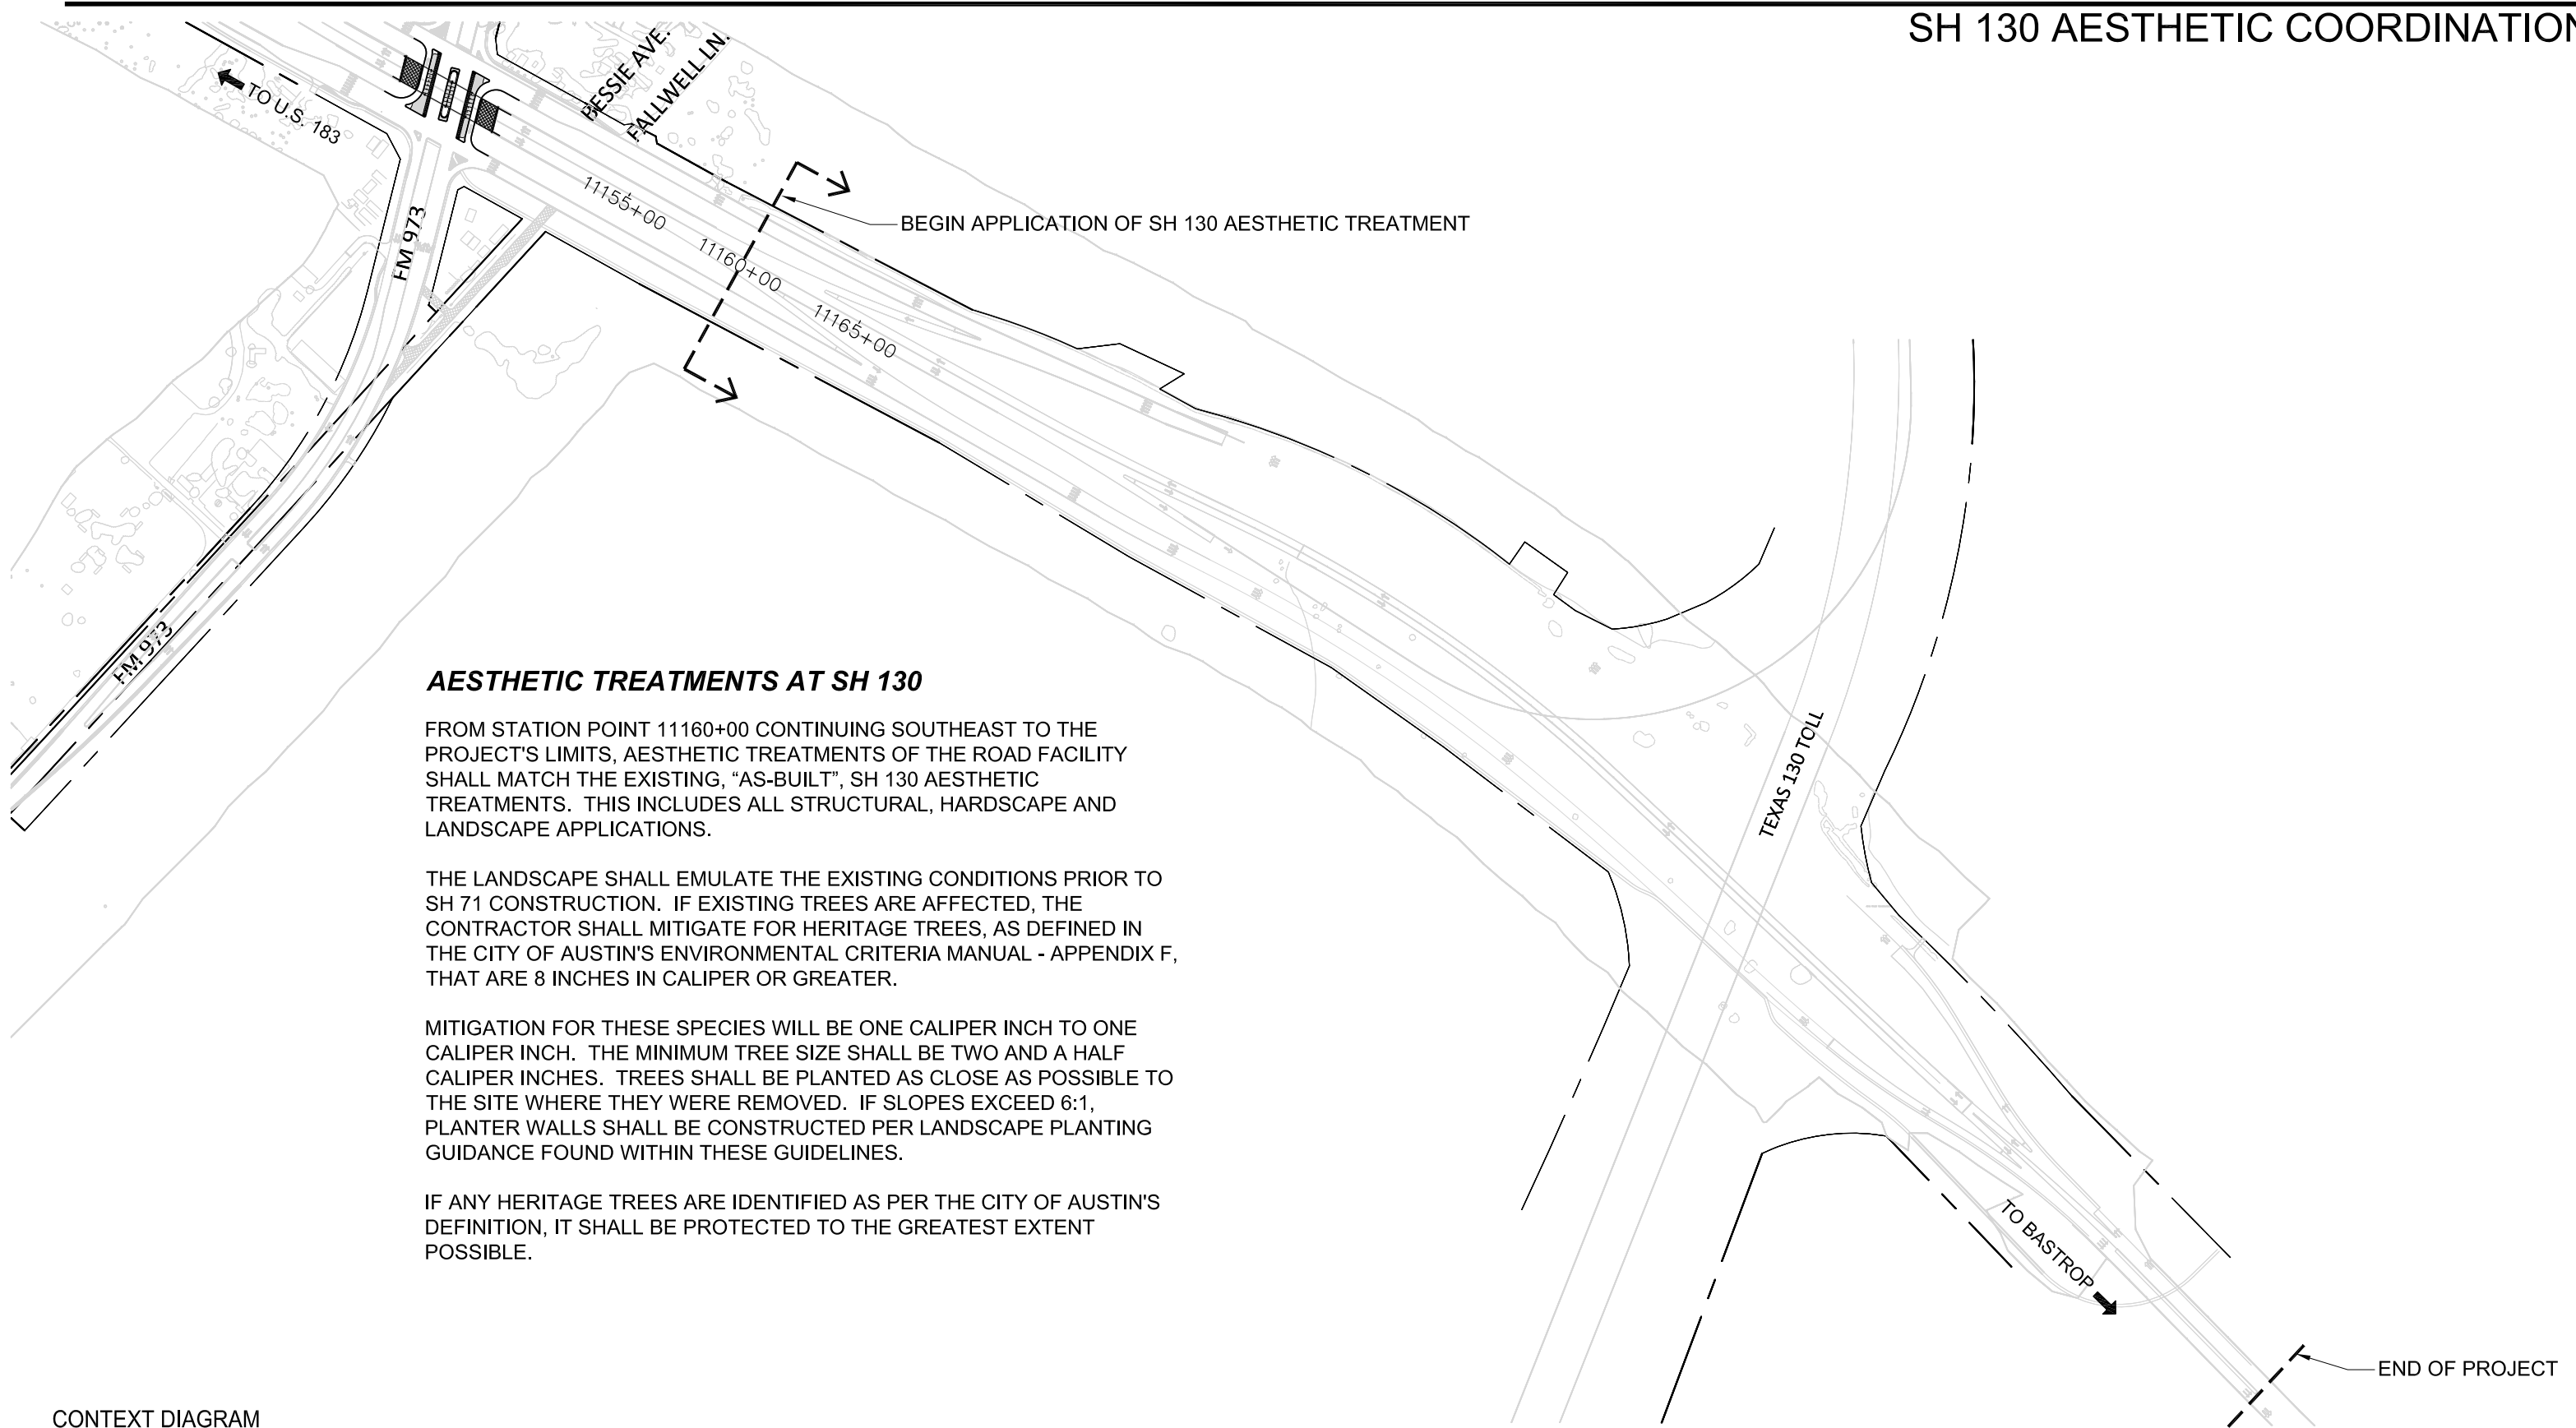 SH 130 AESTHETIC COORDINATION
BESSIE AVE.
FALLWELL LN.
TO U.S. 183
11155+00
BEGIN APPLICATION OF SH 130 AESTHETIC TREATMENT
FM 973
11160+00
11165+00
FM 973
AESTHETIC TREATMENTS AT SH 130
FROM STATION POINT 11160+00 CONTINUING SOUTHEAST TO THE
PROJECT'S LIMITS, AESTHETIC TREATMENTS OF THE ROAD FACILITY
SHALL MATCH THE EXISTING, “AS-BUILT”, SH 130 AESTHETIC
TREATMENTS. THIS INCLUDES ALL STRUCTURAL, HARDSCAPE AND
LANDSCAPE APPLICATIONS.
THE LANDSCAPE SHALL EMULATE THE EXISTING CONDITIONS PRIOR TO
SH 71 CONSTRUCTION. IF EXISTING TREES ARE AFFECTED, THE
CONTRACTOR SHALL MITIGATE FOR HERITAGE TREES, AS DEFINED IN
THE CITY OF AUSTIN'S ENVIRONMENTAL CRITERIA MANUAL - APPENDIX F,
THAT ARE 8 INCHES IN CALIPER OR GREATER.
MITIGATION FOR THESE SPECIES WILL BE ONE CALIPER INCH TO ONE
CALIPER INCH. THE MINIMUM TREE SIZE SHALL BE TWO AND A HALF
CALIPER INCHES. TREES SHALL BE PLANTED AS CLOSE AS POSSIBLE TO
THE SITE WHERE THEY WERE REMOVED. IF SLOPES EXCEED 6:1,
PLANTER WALLS SHALL BE CONSTRUCTED PER LANDSCAPE PLANTING
GUIDANCE FOUND WITHIN THESE GUIDELINES.
IF ANY HERITAGE TREES ARE IDENTIFIED AS PER THE CITY OF AUSTIN'S
DEFINITION, IT SHALL BE PROTECTED TO THE GREATEST EXTENT
POSSIBLE.
TEXAS 130 TOLL
TO BASTROP
END OF PROJECT
CONTEXT DIAGRAM